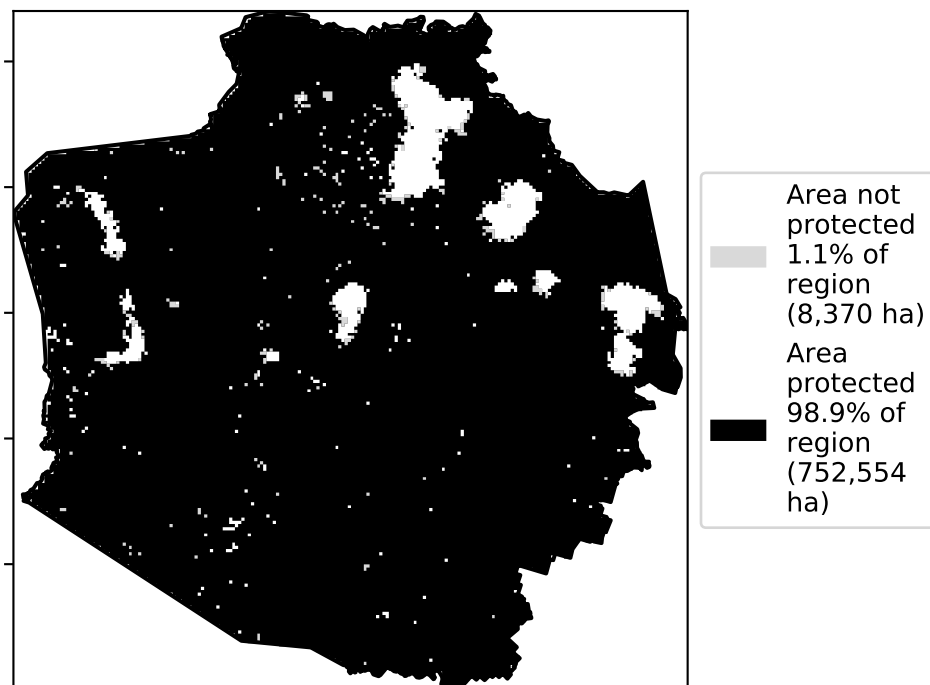 Area not
protected
1.1% of
region
(8,370 ha)
Area
protected
98.9% of
region
(752,554
ha)